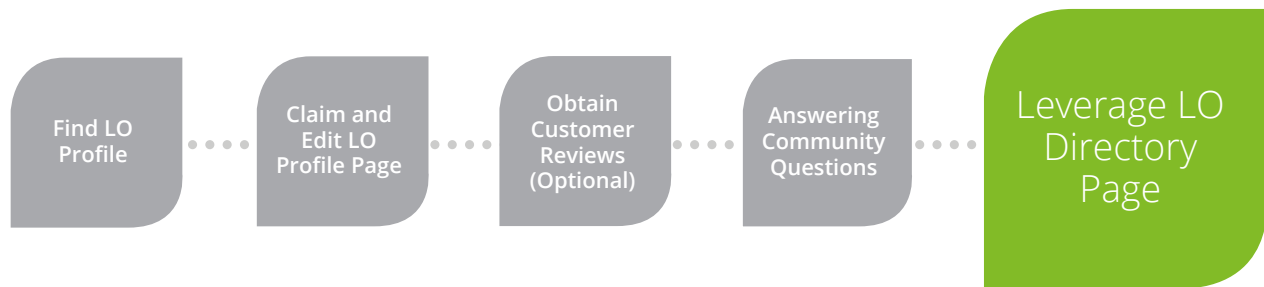 Find LO
Profile
Claim and
Edit LO
Profile Page
Obtain
Customer
Reviews
(Optional)
Answering
Community
Questions
Leverage LO
Directory
Page